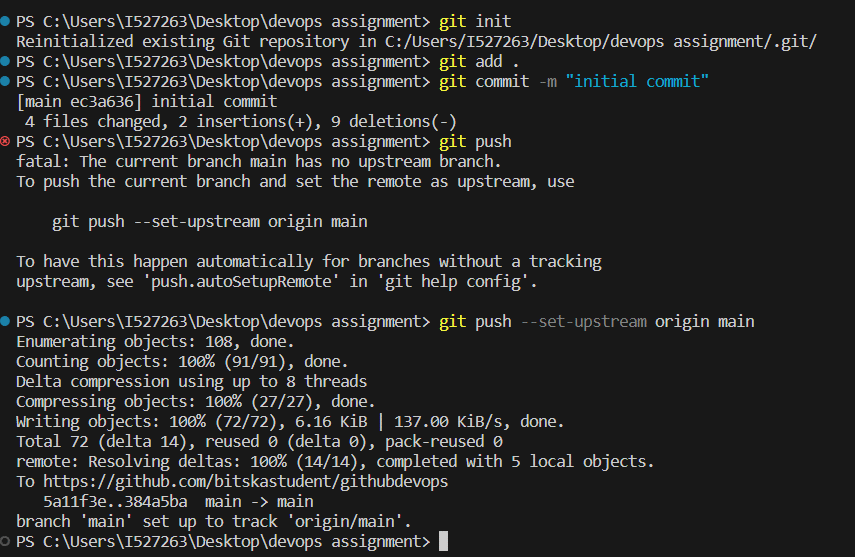 PS C:\Users\I527263\Desktop\devops assignment> git init
Reinitialized existing Git repository in C:/Users/I527263/Desktop/devops assignment/.git/
PS C:\Users\I527263\Desktop\devops assignment> git add .
PS C:\Users\I527263\Desktop\devops assignment> git commit -m "initial commit"
[main ec3a636] initial commit
 4 files changed, 2 insertions(+), 9 deletions(-)
PS C:\Users\I527263\Desktop\devops assignment> git push
fatal: The current branch main has no upstream branch.
To push the current branch and set the remote as upstream, use

    git push --set-upstream origin main

To have this happen automatically for branches without a tracking
upstream, see 'push.autoSetupRemote' in 'git help config'.

PS C:\Users\I527263\Desktop\devops assignment> git push --set-upstream origin main
Enumerating objects: 108, done.
Counting objects: 100% (91/91), done.
Delta compression using up to 8 threads
Compressing objects: 100% (27/27), done.
Writing objects: 100% (72/72), 6.16 KiB | 137.00 KiB/s, done.
Total 72 (delta 14), reused 0 (delta 0), pack-reused 0
remote: Resolving deltas: 100% (14/14), completed with 5 local objects.
To https://github.com/bitskastudent/githubdevops
   5a11f3e..384a5ba  main -> main
branch 'main' set up to track 'origin/main'.
PS C:\Users\I527263\Desktop\devops assignment>